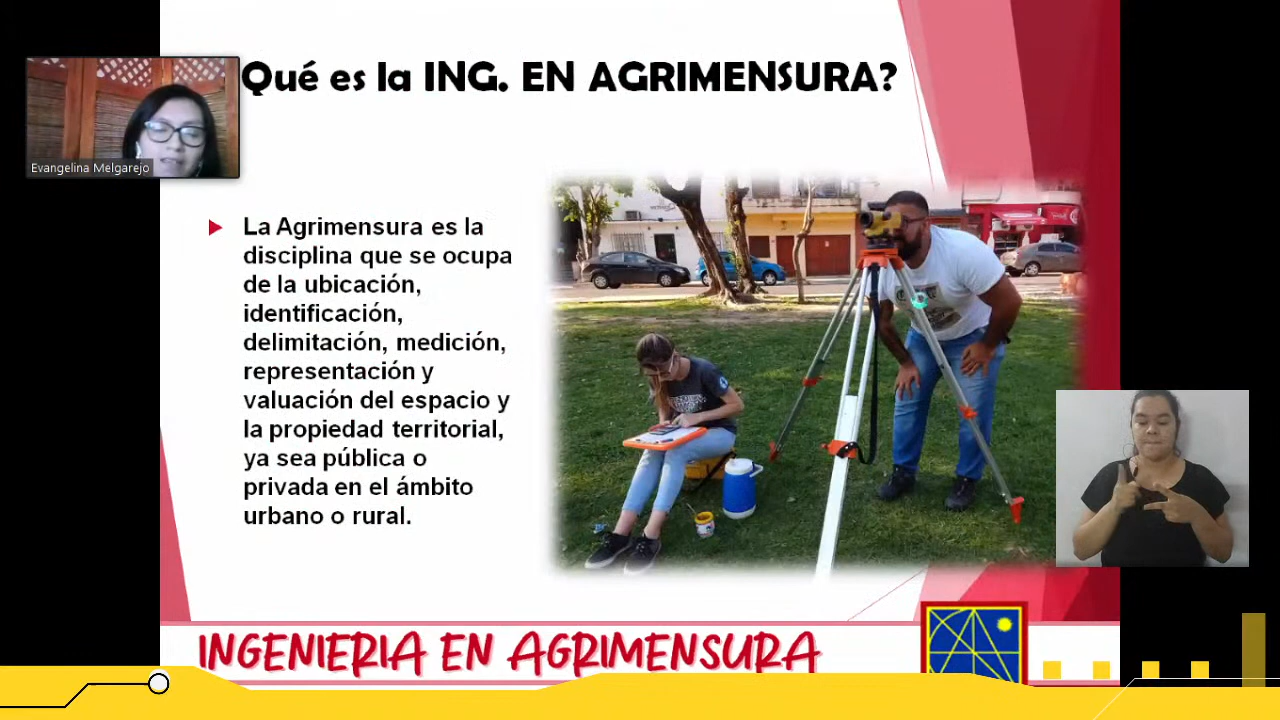 Qué es la ING. EN AGRIMENSURA?
Evangelina Melgarejo
La Agrimensura es la
disciplina que se ocupa
de la ubicación,
identificación,
delimitación, medición,
representación y
valuación del espacio y
la propiedad territorial,
ya sea pública o
privada en el ámbito
urbano o rural.
INGENIERIA EN AGRIMENSURA